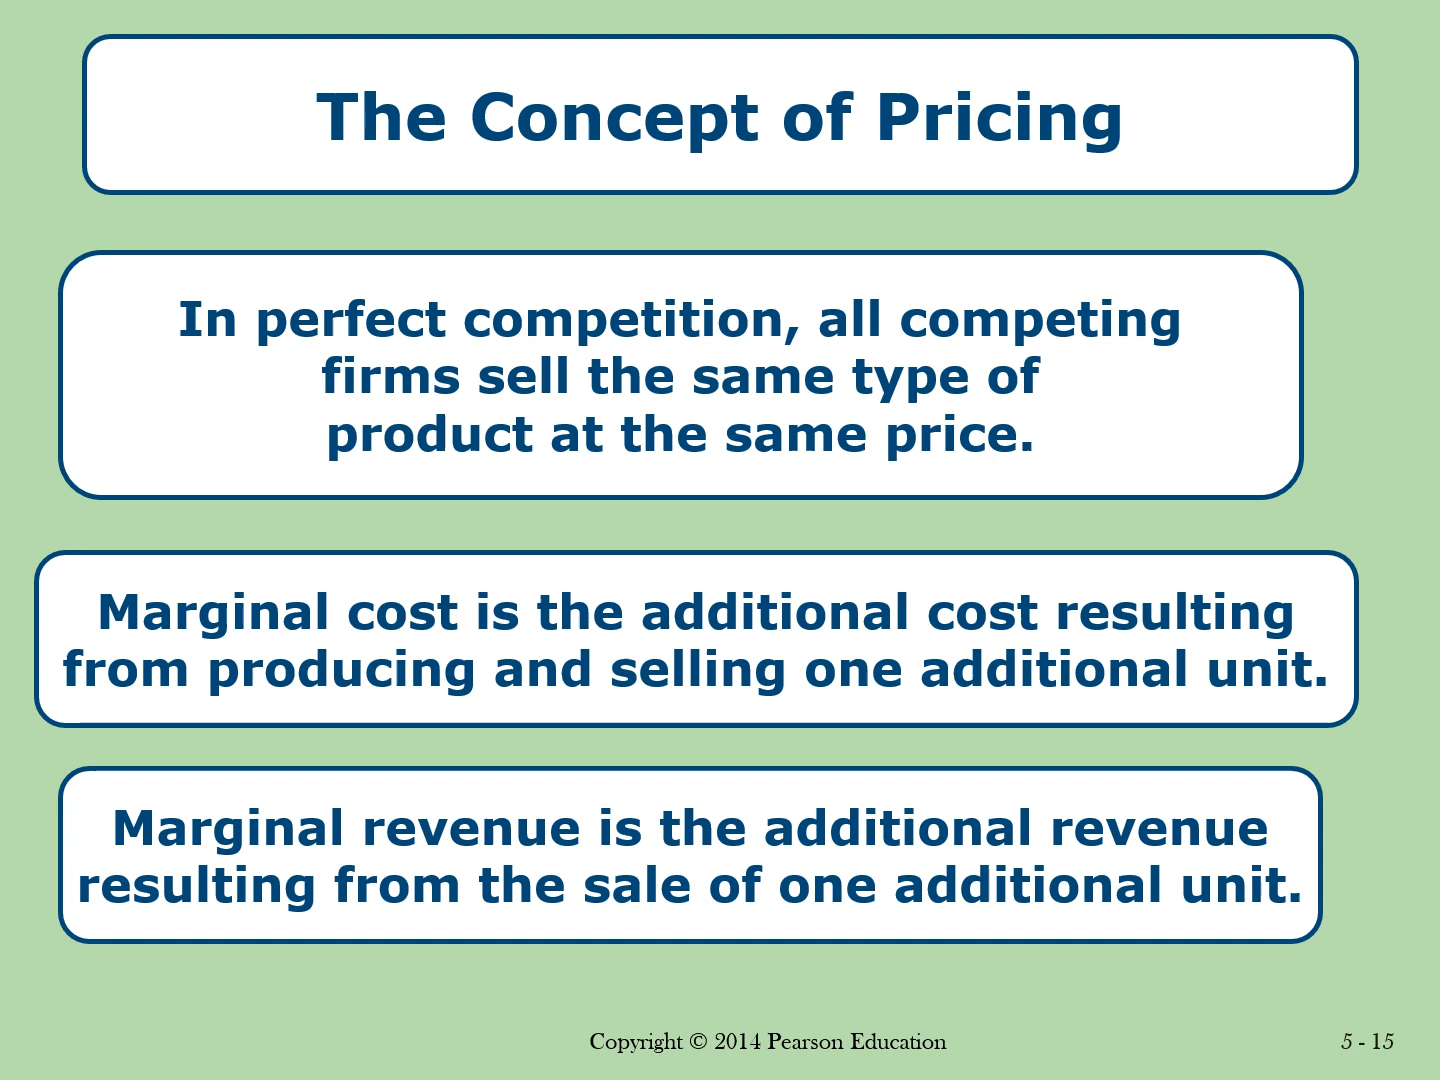 The Concept of Pricing
In perfect competition, all competing
firms sell the same type of
product at the same price.
Marginal cost is the additional cost resulting
from producing and selling one additional unit.
Marginal revenue is the additional revenue
resulting from the sale of one additional unit.
Copyright © 2014 Pearson Education
5 - 15